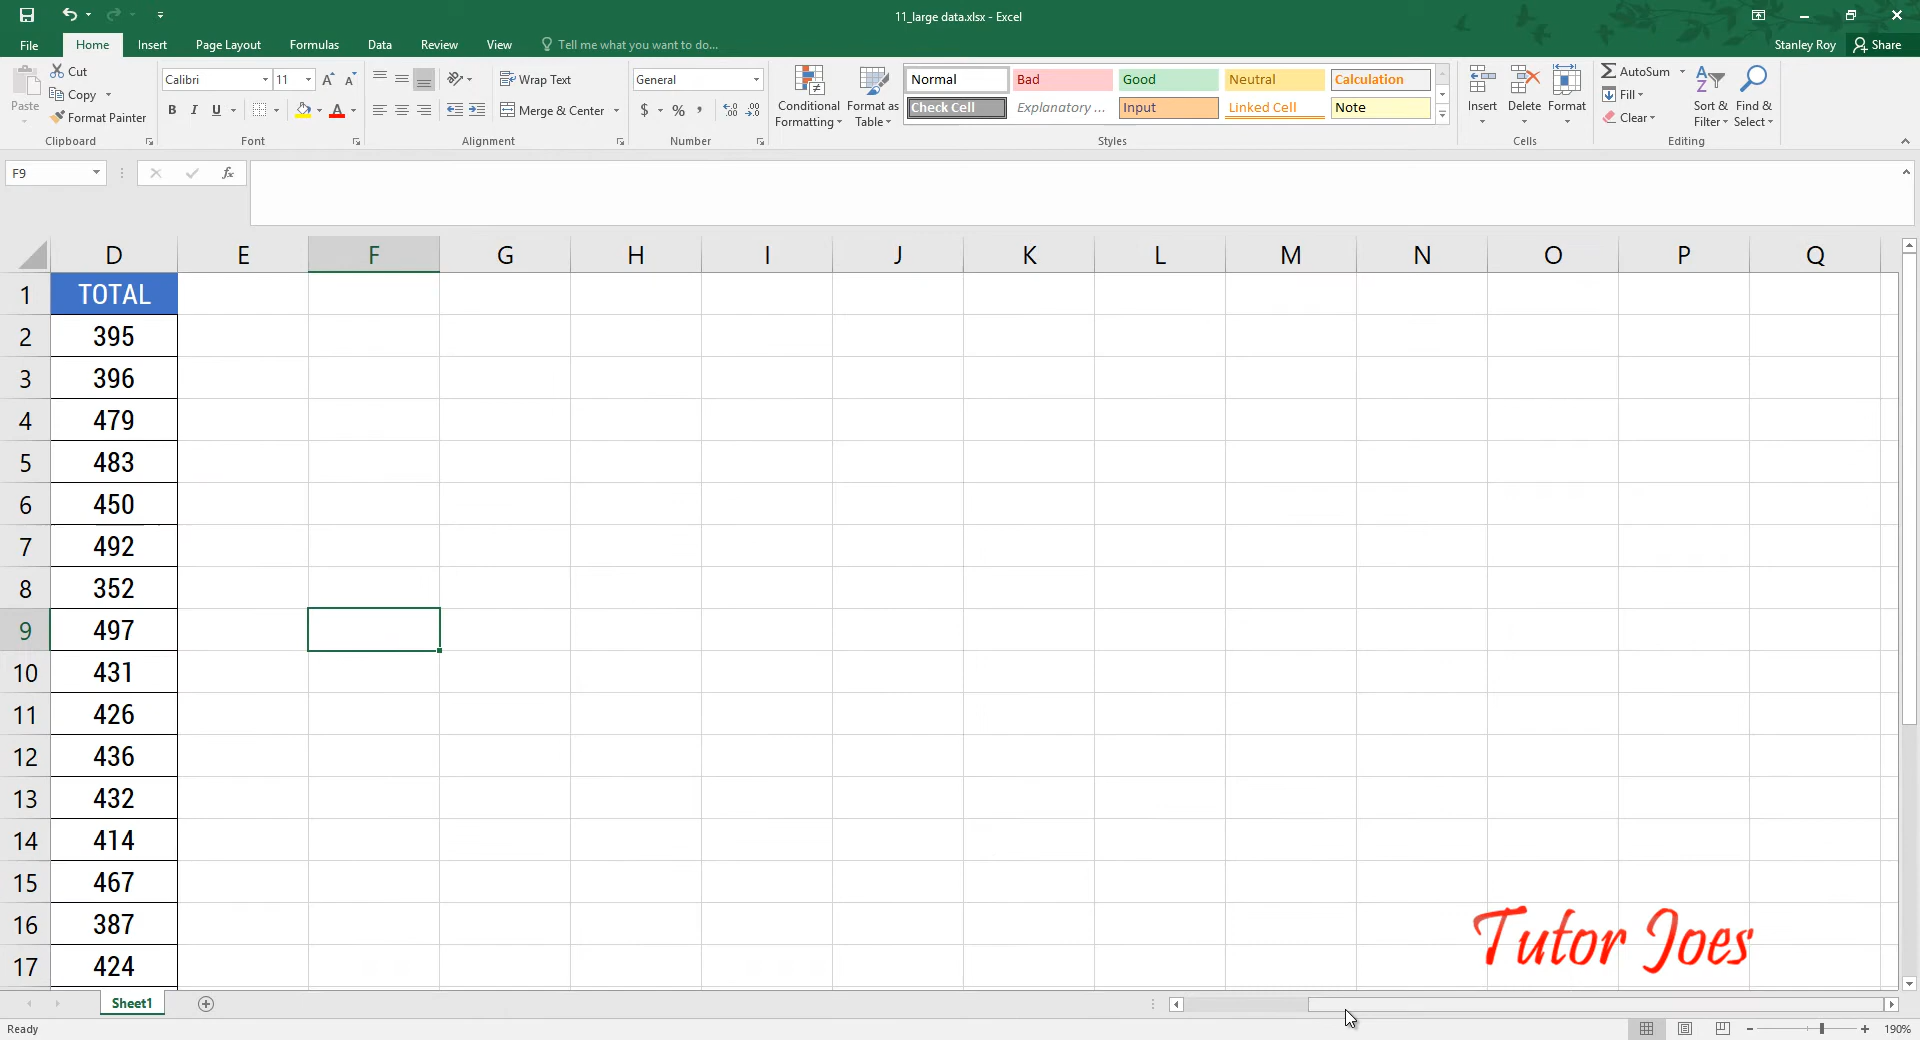 11_large data.xlsx - Excel
File Home Insert Page Layout Formulas Data Review View Tell me what you want to do... Stanley Roy Share
Paste
Cut
Copy
Format Painter
Clipboard
Calibri 11 A A
B I U A
Font
Wrap Text
Merge & Center
Alignment
General
$ % , .0 .00
Number
Conditional Formatting
Format as Table
Normal Bad Good Neutral Calculation
Check Cell Explanatory ... Input Linked Cell Note
Styles
Insert Delete Format
Cells
AutoSum
Fill
Clear
Sort & Filter
Find & Select
Editing
F9 fx
D E F G H I J K L M N O P Q
1 TOTAL
2 395
3 396
4 479
5 483
6 450
7 492
8 352
9 497
10 431
11 426
12 436
13 432
14 414
15 467
16 387
17 424
Tutor Joes
Sheet1
Ready 190%